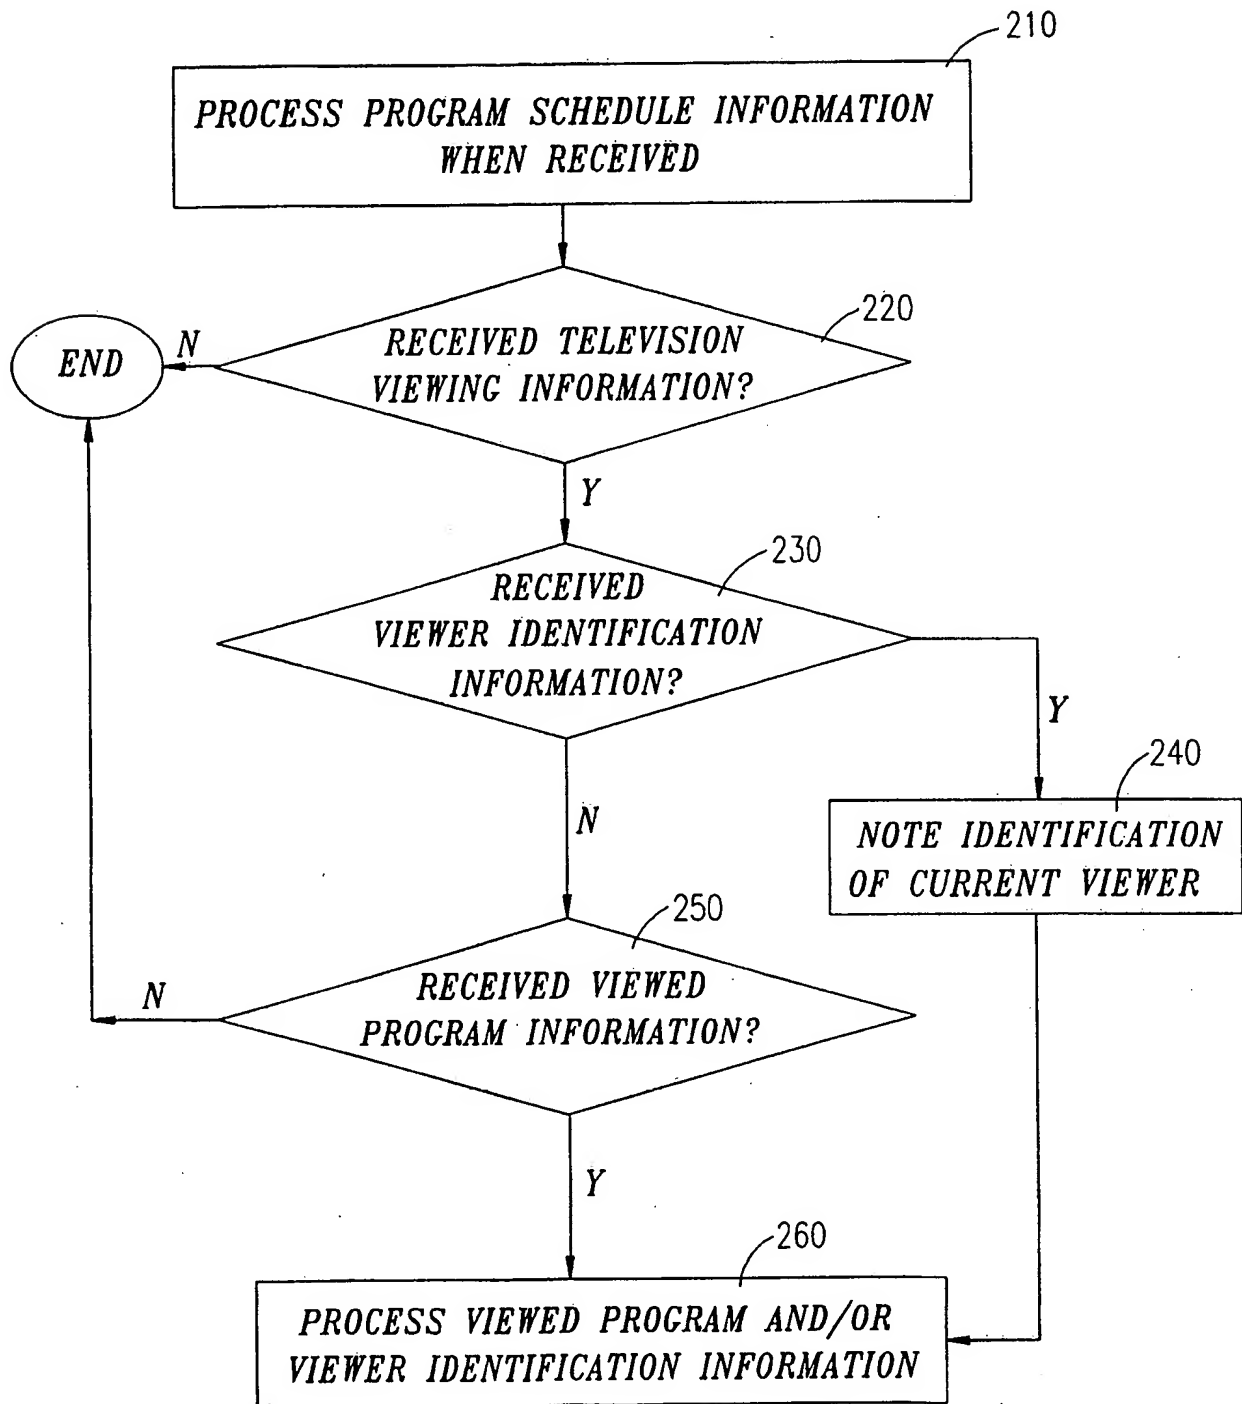 210
PROCESS PROGRAM SCHEDULE INFORMATION
WHEN RECEIVED
220
END
N
RECEIVED TELEVISION
VIEWING INFORMATION?
Y
230
RECEIVED
VIEWER IDENTIFICATION
INFORMATION?
Y
240
N
NOTE IDENTIFICATION
OF CURRENT VIEWER
250
RECEIVED VIEWED
PROGRAM INFORMATION?
N
Y
260
PROCESS VIEWED PROGRAM AND/OR
VIEWER IDENTIFICATION INFORMATION